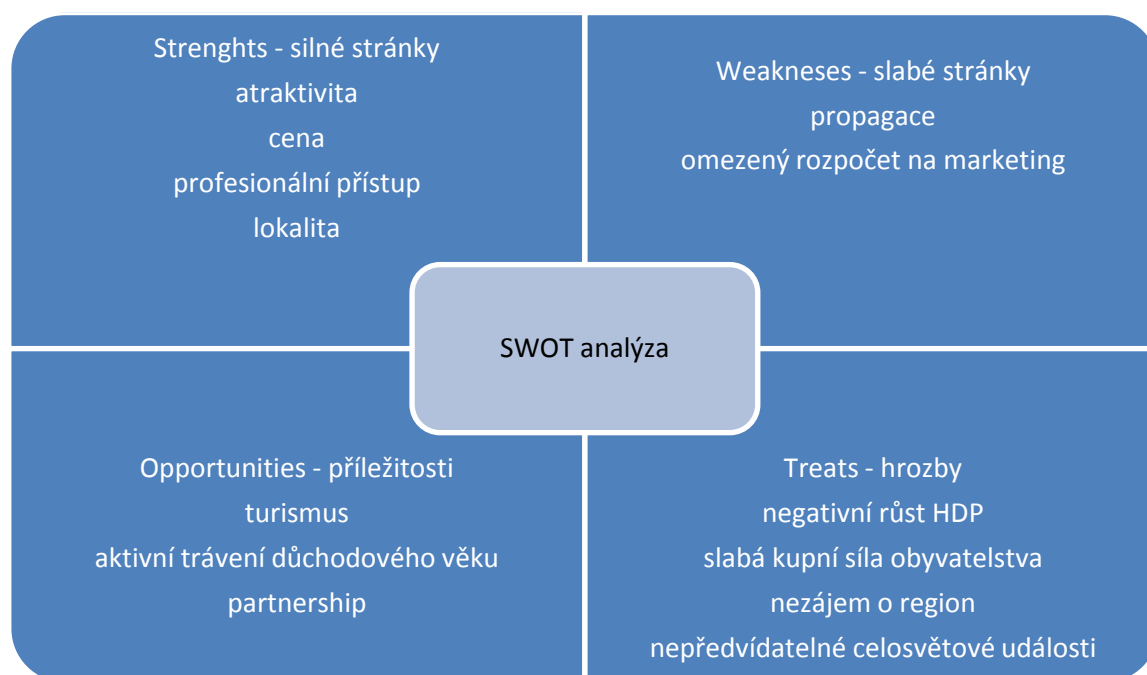 Strenghts - silné stránky
atraktivita
cena
profesionální přístup
lokalita
Weakneses - slabé stránky
propagace
omezený rozpočet na marketing
SWOT analýza
Opportunities - příležitosti
turismus
aktivní trávení důchodového věku
partnership
Treats - hrozby
negativní růst HDP
slabá kupní síla obyvatelstva
nezájem o region
nepředvídatelné celosvětové události